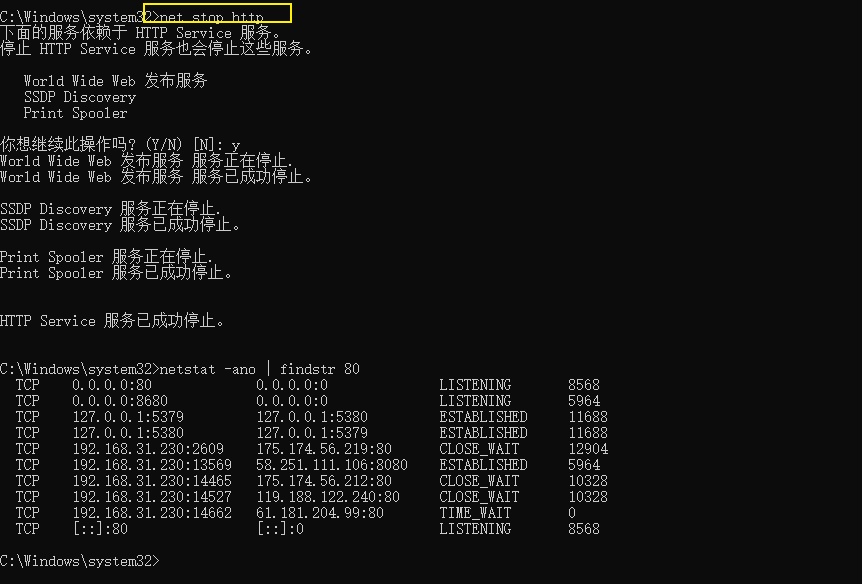 C:\Windows\system32>net stop http
下面的服务依赖于 HTTP Service 服务。
停止 HTTP Service 服务也会停止这些服务。
World Wide Web 发布服务
SSDP Discovery
Print Spooler
你想继续此操作吗? (Y/N) [N]: y
World Wide Web 发布服务 服务正在停止.
World Wide Web 发布服务 服务已成功停止。
SSDP Discovery 服务正在停止.
SSDP Discovery 服务已成功停止。
Print Spooler 服务正在停止.
Print Spooler 服务已成功停止。
HTTP Service 服务已成功停止。
C:\Windows\system32>netstat -ano | findstr 80
TCP 0.0.0.0:80 0.0.0.0:0 LISTENING 8568
TCP 0.0.0.0:8680 0.0.0.0:0 LISTENING 5964
TCP 127.0.0.1:5379 127.0.0.1:5380 ESTABLISHED 11688
TCP 127.0.0.1:5380 127.0.0.1:5379 ESTABLISHED 11688
TCP 192.168.31.230:2609 175.174.56.219:80 CLOSE_WAIT 12904
TCP 192.168.31.230:13569 58.251.111.106:8080 ESTABLISHED 5964
TCP 192.168.31.230:14465 175.174.56.212:80 CLOSE_WAIT 10328
TCP 192.168.31.230:14527 119.188.122.240:80 CLOSE_WAIT 10328
TCP 192.168.31.230:14662 61.181.204.99:80 TIME_WAIT 0
TCP [::]:80 [::]:0 LISTENING 8568
C:\Windows\system32>